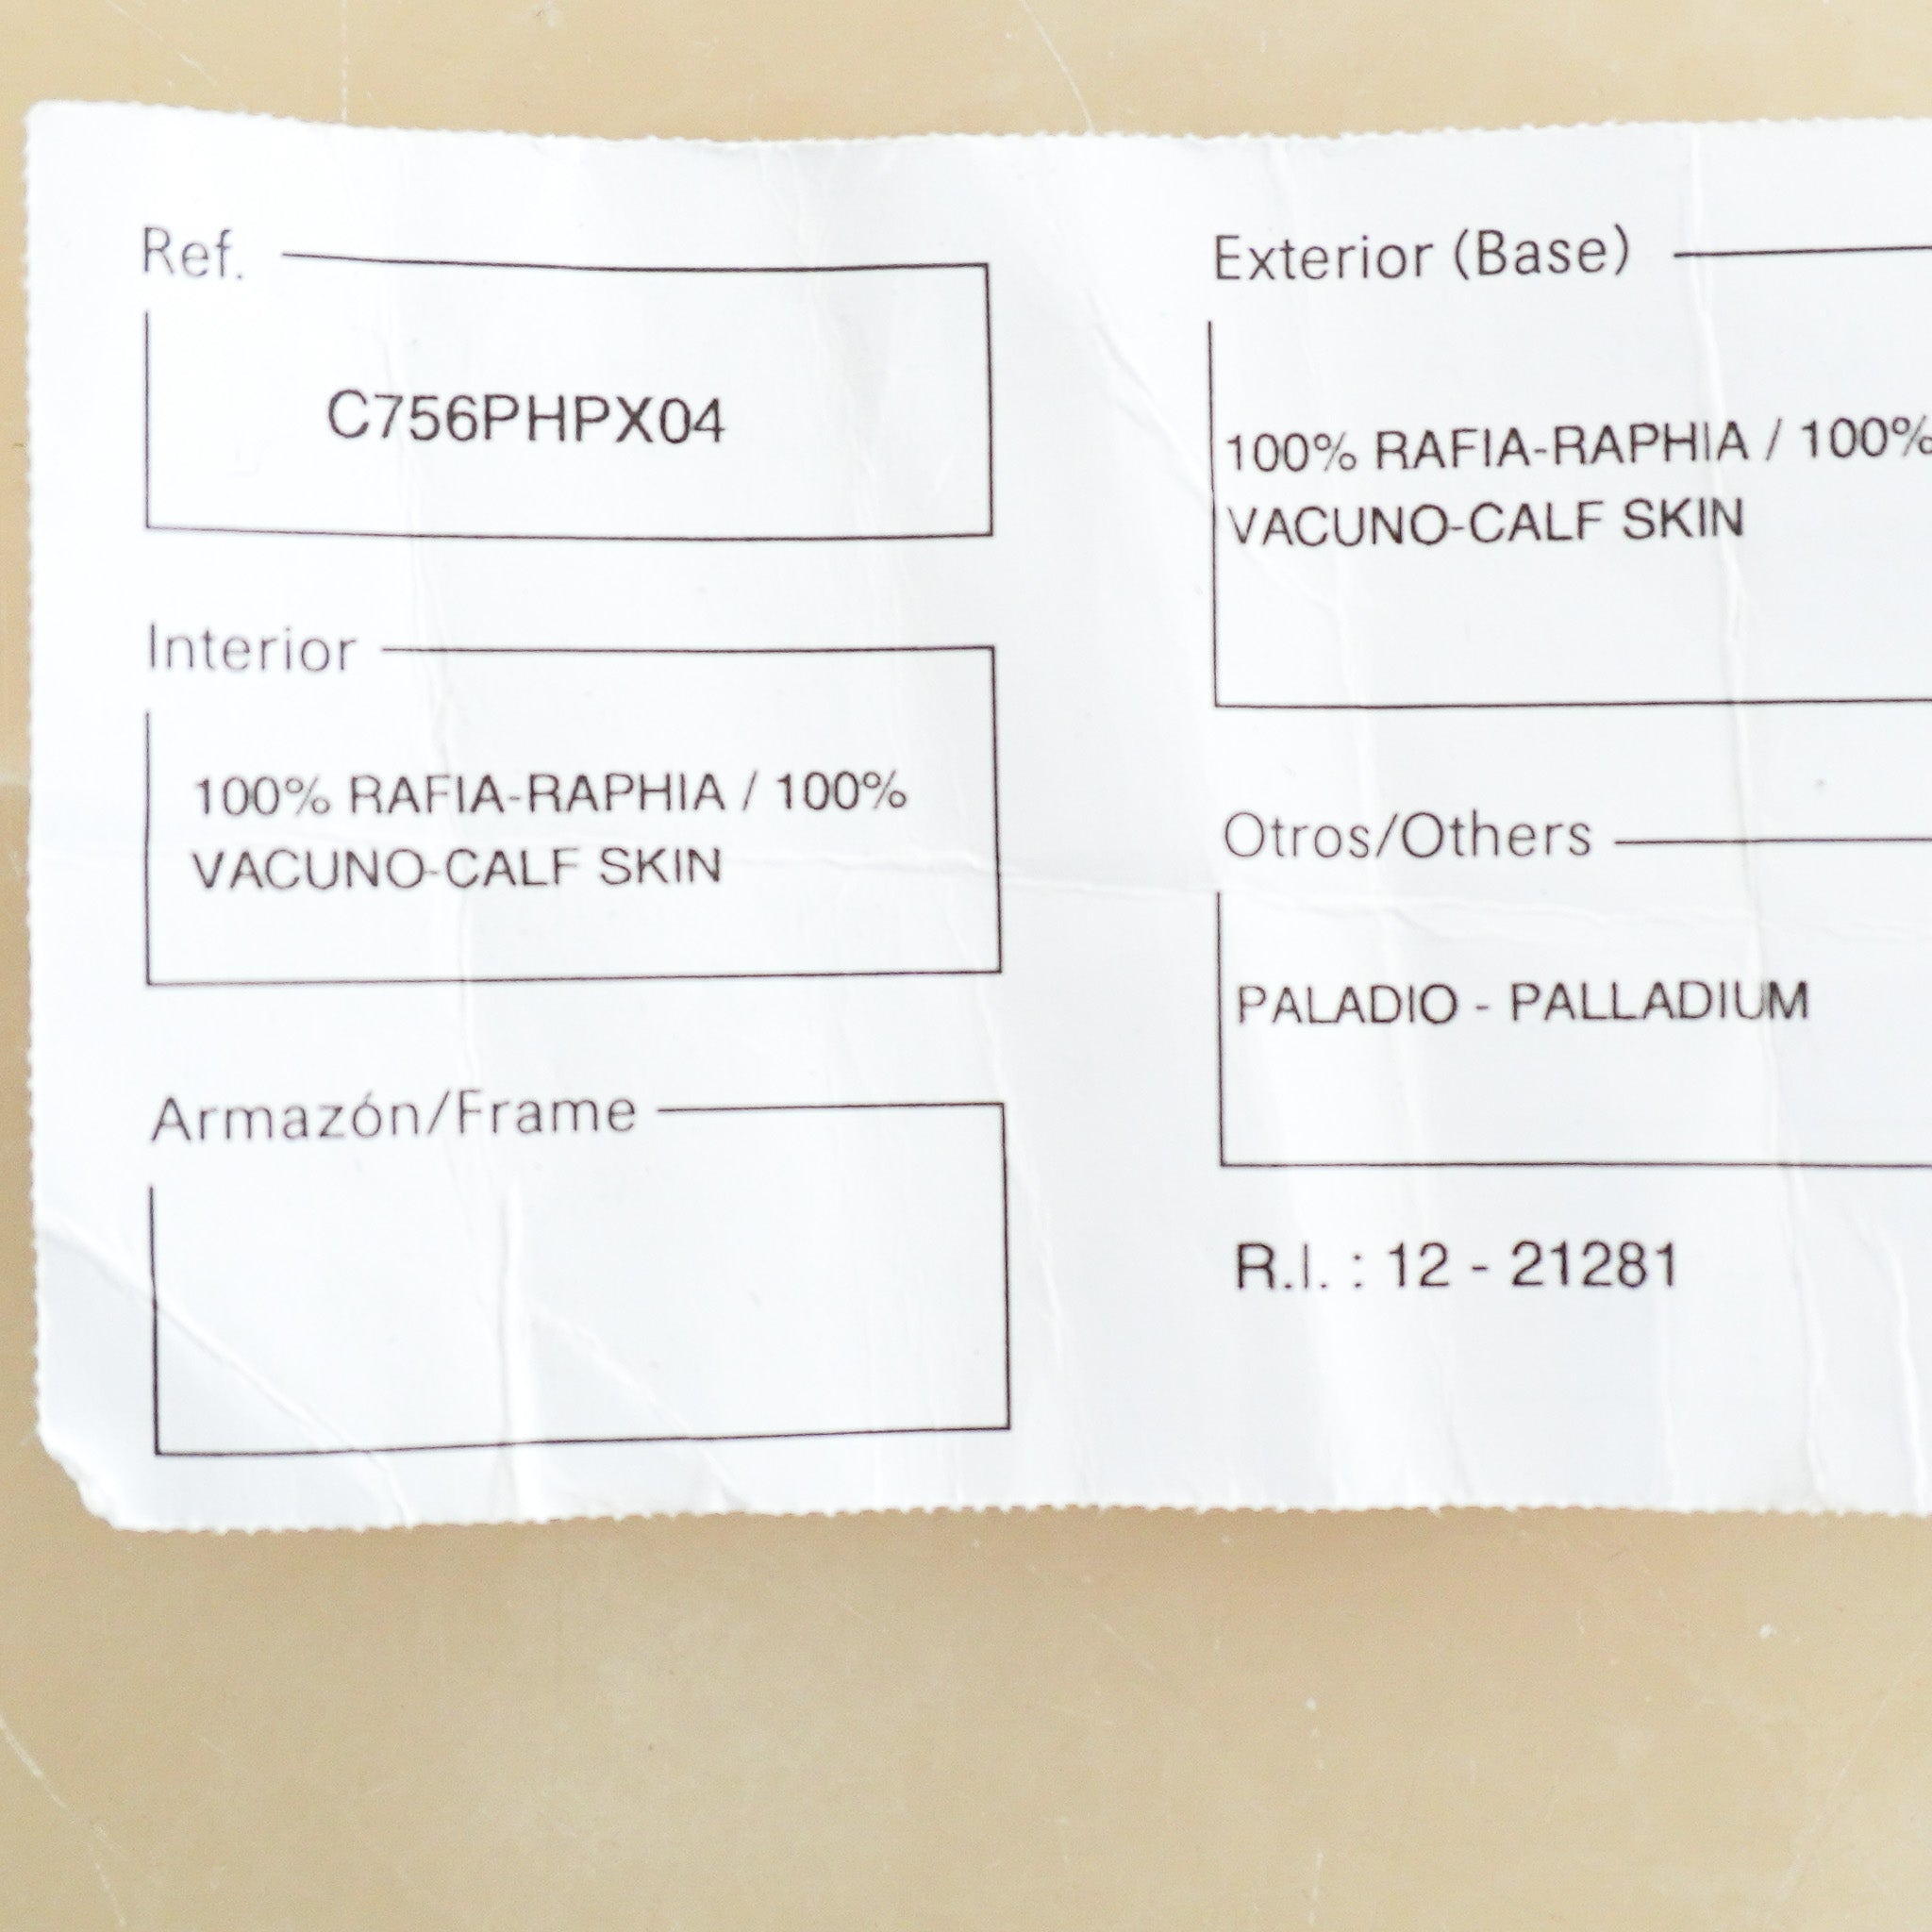 Ref.
C756PHPX04
Interior
100% RAFIA-RAPHIA / 100%
VACUNO-CALF SKIN
Armazón/Frame
Exterior (Base)
100% RAFIA-RAPHIA / 100%
VACUNO-CALF SKIN
Otros/Others
PALADIO - PALLADIUM
R.I. : 12 - 21281